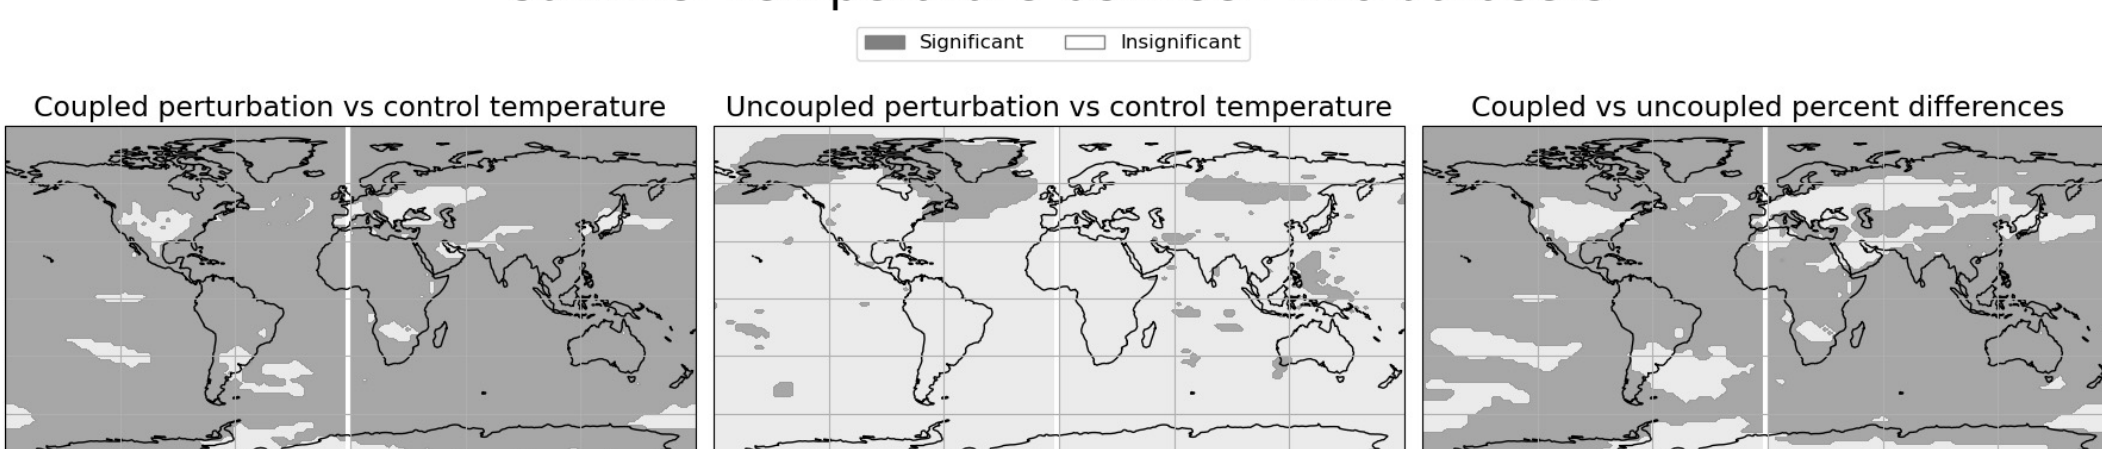 Significant Insignificant
Coupled perturbation vs control temperature
Uncoupled perturbation vs control temperature
Coupled vs uncoupled percent differences